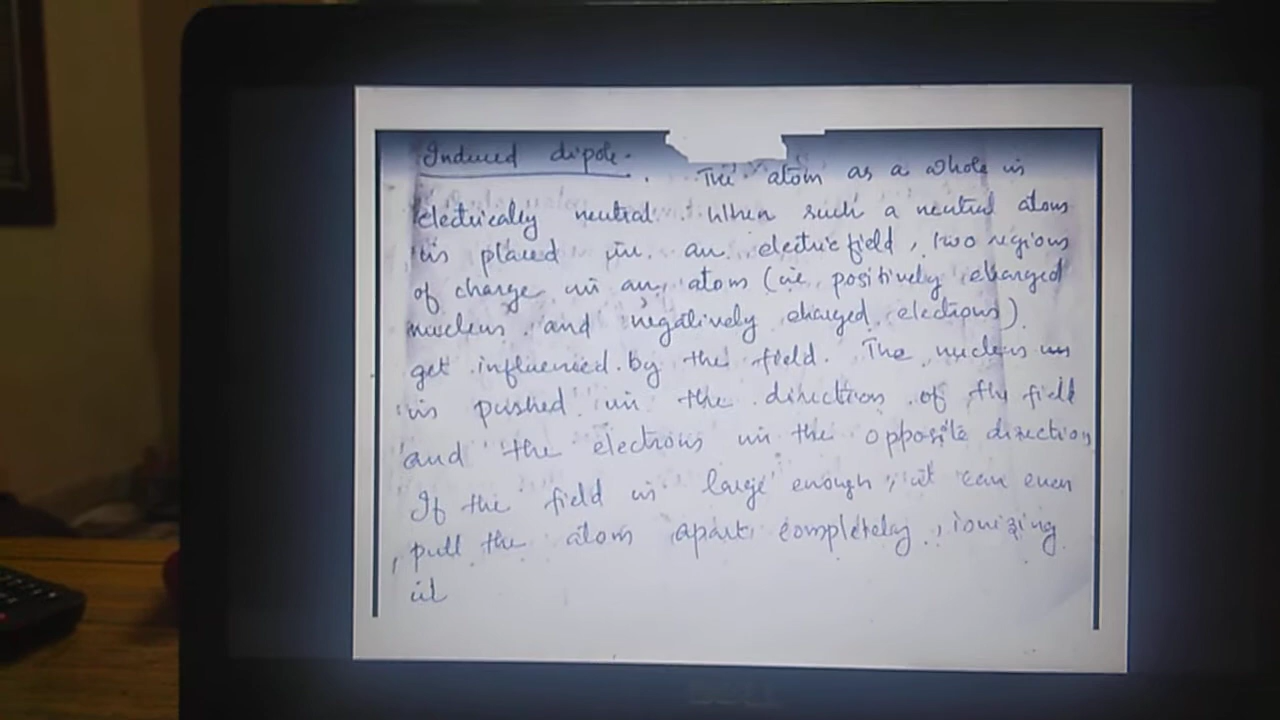 Induced dipole.
The atom as a whole is
electrically neutral. When such a neutral atom
is placed in an electric field, two regions
of charge in an atom (ie, positively charged
nucleus and negatively charged electrons)
get influenced by the field. The nucleus
is pushed in the direction of the field
and the electrons in the opposite direction
If the field is large enough, it can even
pull the atom apart completely, ionizing
it